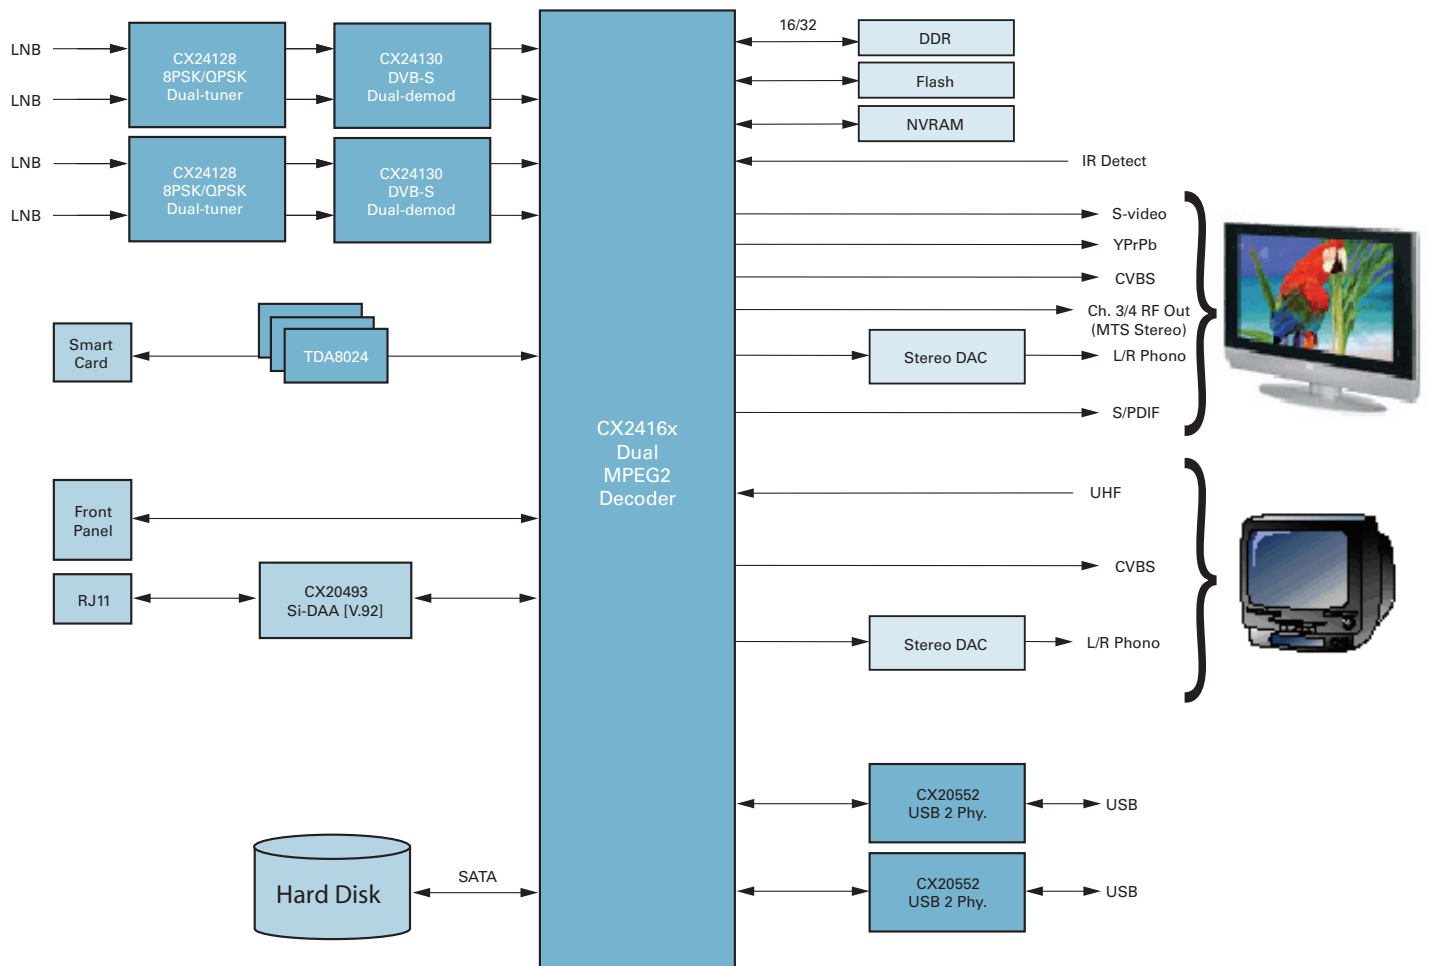 LNB
CX24128
8PSK/QPSK
Dual-tuner
CX24130
DVB-S
Dual-demod
LNB
LNB
CX24128
8PSK/QPSK
Dual-tuner
CX24130
DVB-S
Dual-demod
LNB
Smart
Card
TDA8024
Front
Panel
RJ11
CX20493
Si-DAA [V.92]
Hard Disk
SATA
CX2416x
Dual
MPEG2
Decoder
16/32
DDR
Flash
NVRAM
IR Detect
S-video
YPrPb
CVBS
Ch. 3/4 RF Out
(MTS Stereo)
Stereo DAC
L/R Phono
S/PDIF
UHF
CVBS
Stereo DAC
L/R Phono
CX20552
USB 2 Phy.
USB
CX20552
USB 2 Phy.
USB